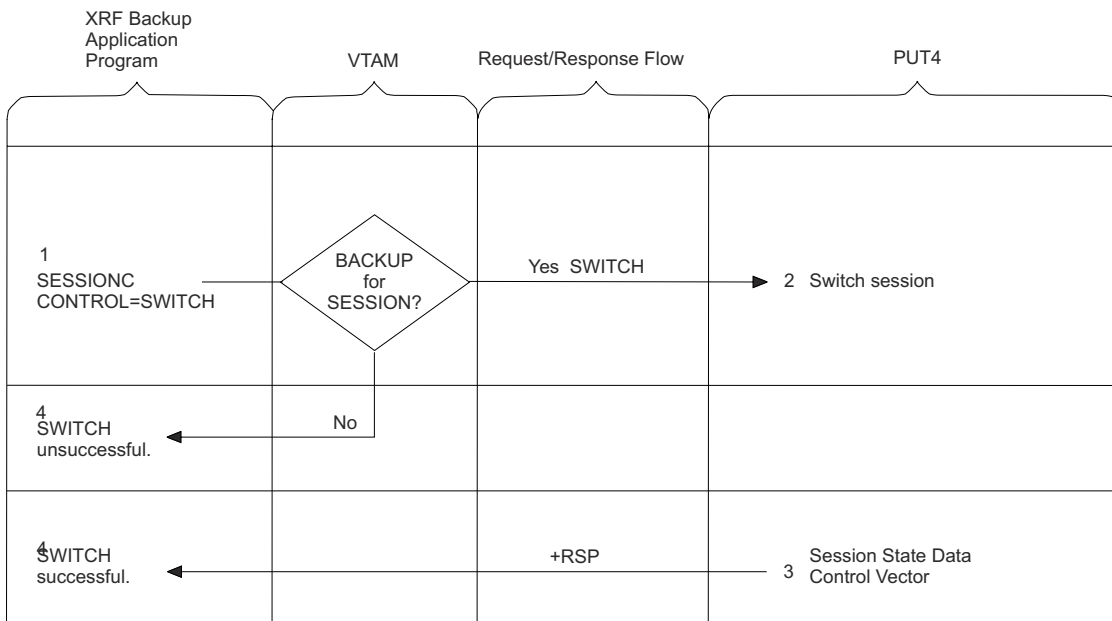 XRF Backup
Application
Program
VTAM
Request/Response Flow
PUT4
1
SESSIONC
CONTROL=SWITCH
BACKUP
for
SESSION?
Yes SWITCH
2 Switch session
4
SWITCH
unsuccessful.
No
4
SWITCH
successful.
+RSP
3 Session State Data
Control Vector